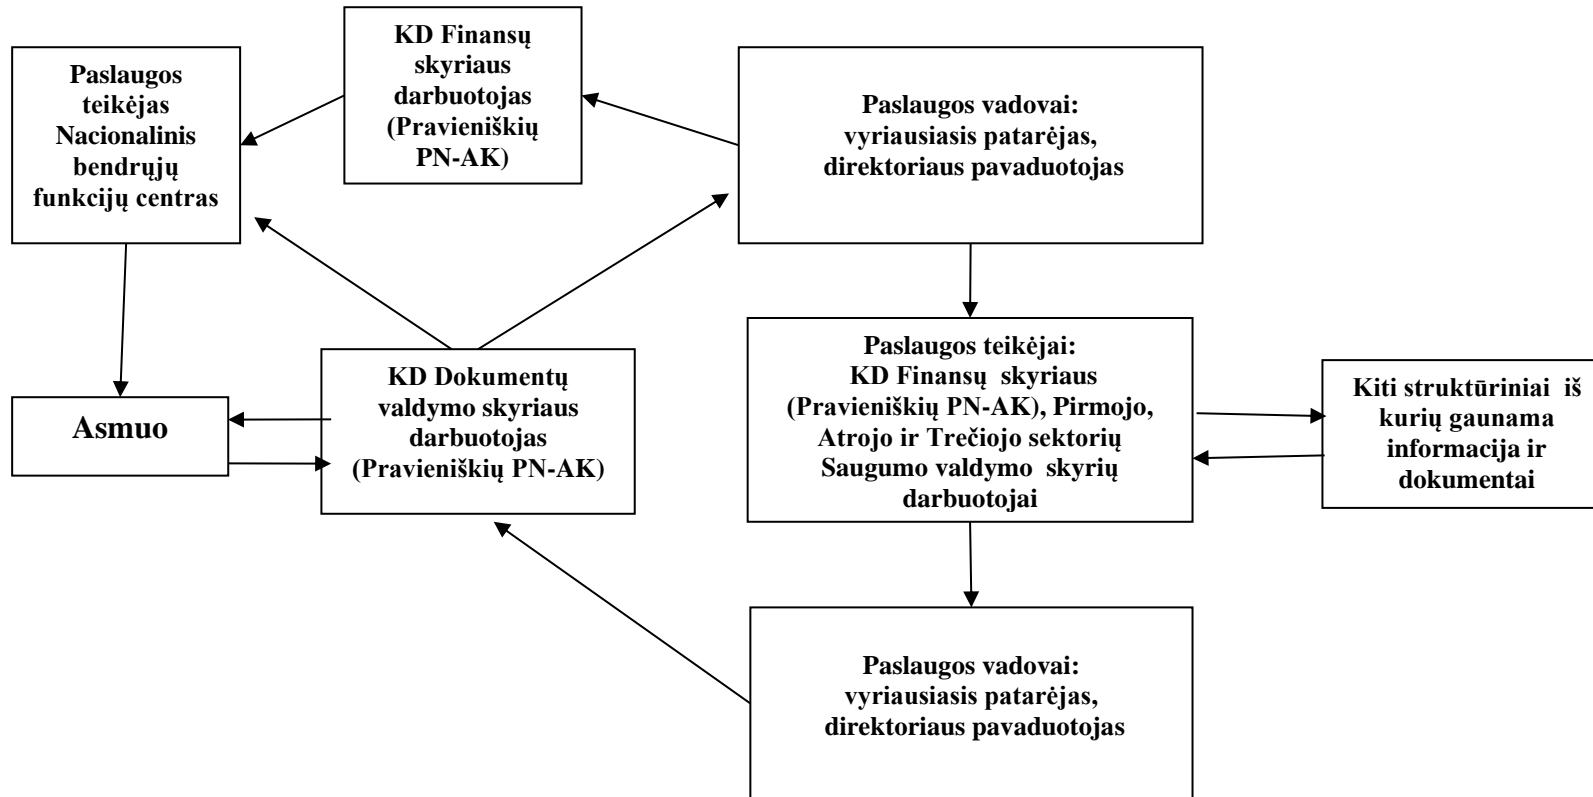 KD Finansų
skyriaus
darbuotojas
(Pravieniškių
PN-AK)
Paslaugos
teikėjas
Nacionalinis
bendrųjų
funkcijų centras
Paslaugos vadovai:
vyriausiasis patarėjas,
direktoriaus pavaduotojas
Asmuo
KD Dokumentų
valdymo skyriaus
darbuotojas
(Pravieniškių PN-AK)
Paslaugos teikėjai:
KD Finansų skyriaus
(Pravieniškių PN-AK), Pirmojo,
Atrojo ir Trečiojo sektorių
Saugumo valdymo skyrių
darbuotojai
Kiti struktūriniai iš
kurių gaunama
informacija ir
dokumentai
Paslaugos vadovai:
vyriausiasis patarėjas,
direktoriaus pavaduotojas